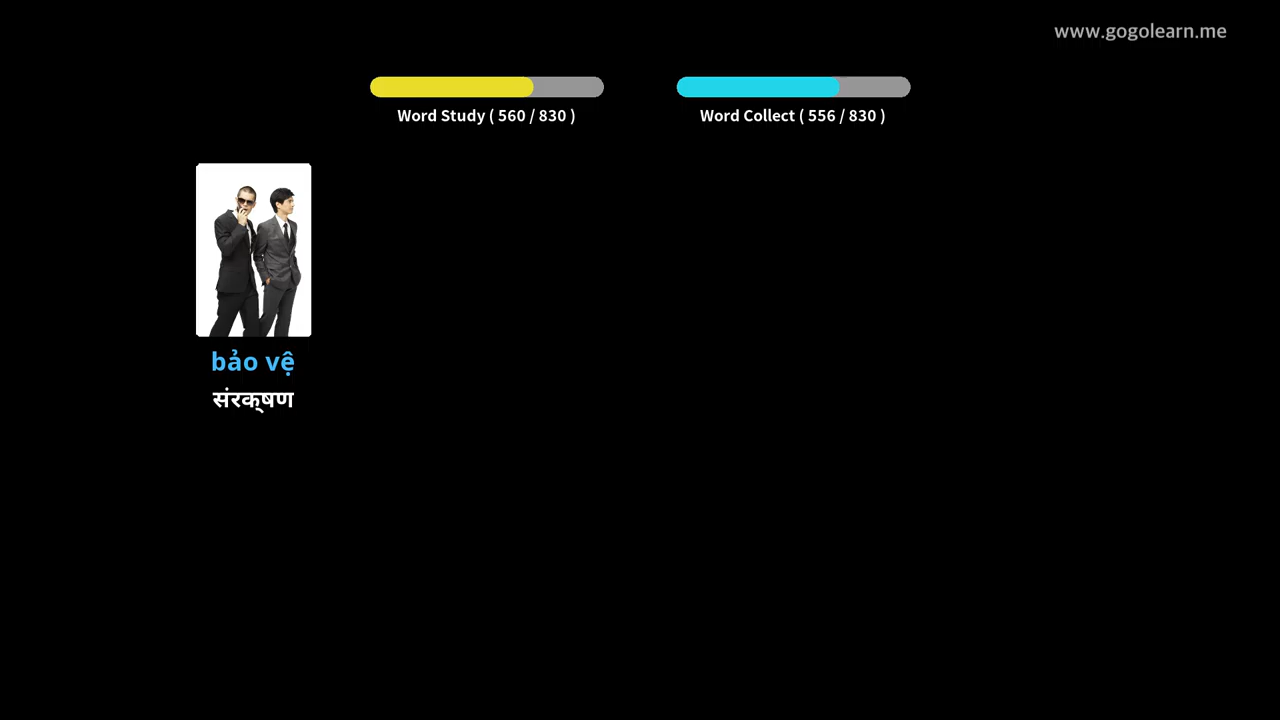 www.gogolearn.me
Word Study ( 560 / 830 )
Word Collect ( 556 / 830 )
bảo vệ
संरक्षण